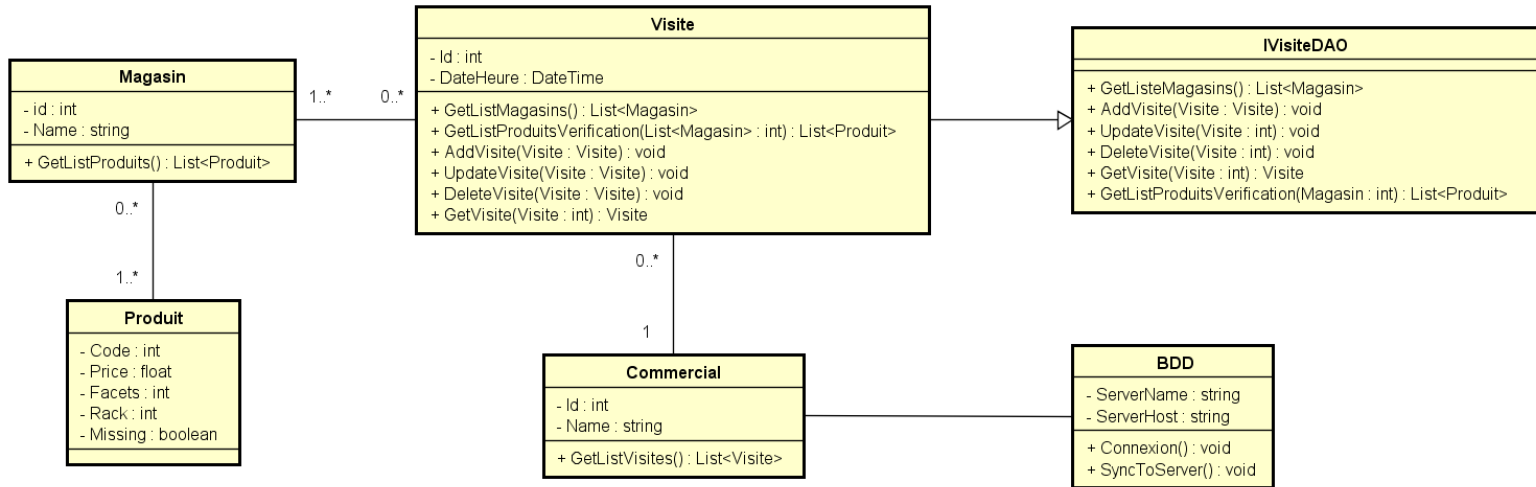 Magasin
- id : int
- Name : string
+ GetListProduits() : List<Produit>
1..*
0..*
Visite
- Id : int
- DateHeure : DateTime
+ GetListMagasins() : List<Magasin>
+ GetListProduitsVerification(List<Magasin> : int) : List<Produit>
+ AddVisite(Visite : Visite) : void
+ UpdateVisite(Visite : Visite) : void
+ DeleteVisite(Visite : Visite) : void
+ GetVisite(Visite : int) : Visite
IVisiteDAO
+ GetListeMagasins() : List<Magasin>
+ AddVisite(Visite : Visite) : void
+ UpdateVisite(Visite : int) : void
+ DeleteVisite(Visite : int) : void
+ GetVisite(Visite : int) : Visite
+ GetListProduitsVerification(Magasin : int) : List<Produit>
0..*
1..*
Produit
- Code : int
- Price : float
- Facets : int
- Rack : int
- Missing : boolean
0..*
1
Commercial
- Id : int
- Name : string
+ GetListVisites() : List<Visite>
BDD
- ServerName : string
- ServerHost : string
+ Connexion() : void
+ SyncToServer() : void